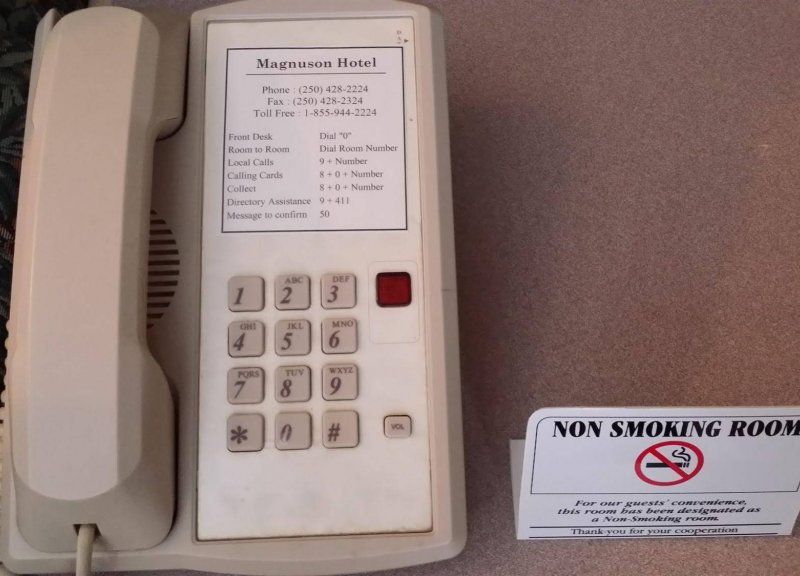 Magnuson Hotel
Phone : (250) 428-2224
Fax : (250) 428-2324
Toll Free : 1-855-944-2224
Front Desk Dial "0"
Room to Room Dial Room Number
Local Calls 9 + Number
Calling Cards 8 + 0 + Number
Collect 8 + 0 + Number
Directory Assistance 9 + 411
Message to confirm 50
1 ABC 2 DEF 3
GHI 4 JKL 5 MNO 6
PQRS 7 TUV 8 WXYZ 9
* 0 #
VOL
NON SMOKING ROOM
For our guests' convenience,
this room has been designated as
a Non-Smoking room.
Thank you for your cooperation